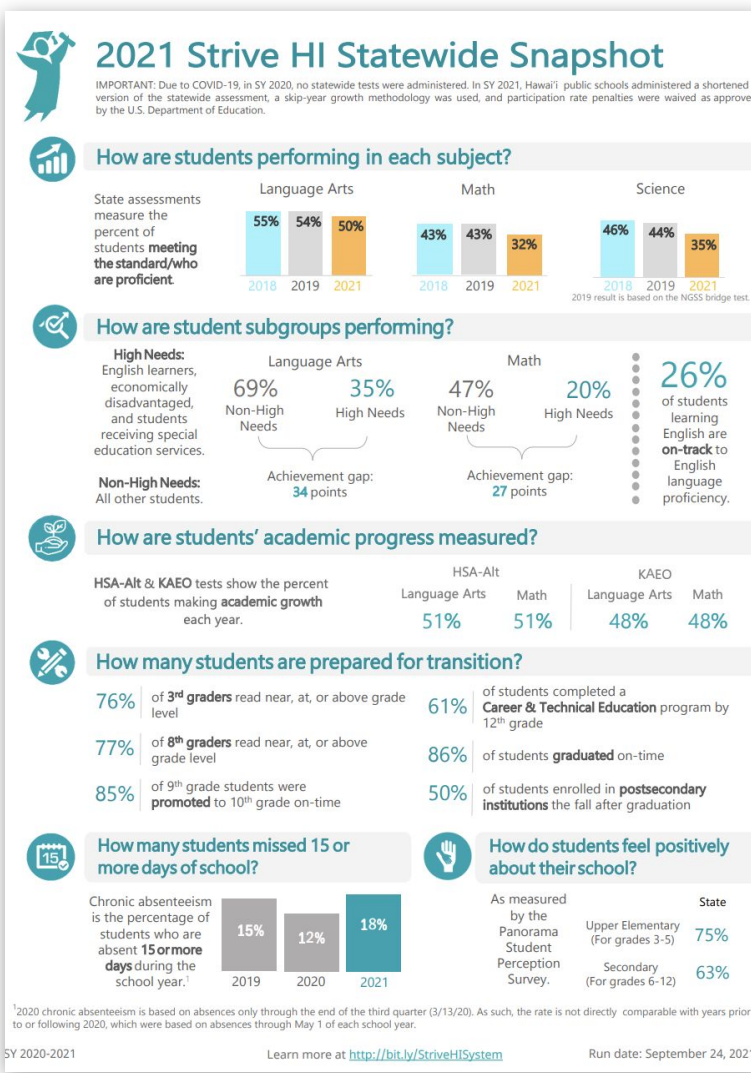 2021 Strive HI Statewide Snapshot
IMPORTANT: Due to COVID-19, in SY 2020, no statewide tests were administered. In SY 2021, Hawai'i public schools administered a shortened
version of the statewide assessment, a skip-year growth methodology was used, and participation rate penalties were waived as approve
by the U.S. Department of Education.
How are students performing in each subject?
State assessments
measure the
percent of
students meeting
the standard/who
are proficient.
Language Arts
55% 54% 50%
2018 2019 2021
Math
43% 43% 32%
2018 2019 2021
Science
46% 44% 35%
2018 2019 2021
2019 result is based on the NGSS bridge test.
How are student subgroups performing?
High Needs:
English learners,
economically
disadvantaged,
and students
receiving special
education services.
Non-High Needs:
All other students.
Language Arts
69% 35%
Non-High
Needs
High Needs
Achievement gap:
34 points
Math
47% 20%
Non-High
Needs
High Needs
Achievement gap:
27 points
26%
of students
learning
English are
on-track to
English
language
proficiency.
How are students' academic progress measured?
HSA-Alt & KAEO tests show the percent
of students making academic growth
each year.
HSA-Alt
Language Arts Math
51% 51%
KAEO
Language Arts Math
48% 48%
How many students are prepared for transition?
76% of 3rd graders read near, at, or above grade
level
77% of 8th graders read near, at, or above
grade level
85% of 9th grade students were
promoted to 10th grade on-time
61% of students completed a
Career & Technical Education program by
12th grade
86% of students graduated on-time
50% of students enrolled in postsecondary
institutions the fall after graduation
15
How many students missed 15 or
more days of school?
Chronic absenteeism
is the percentage of
students who are
absent 15 or more
days during the
school year.1
15% 12% 18%
2019 2020 2021
How do students feel positively
about their school?
As measured
by the
Panorama
Student
Perception
Survey.
State
Upper Elementary
(For grades 3-5) 75%
Secondary
(For grades 6-12) 63%
12020 chronic absenteeism is based on absences only through the end of the third quarter (3/13/20). As such, the rate is not directly comparable with years prior
to or following 2020, which were based on absences through May 1 of each school year.
SY 2020-2021
Learn more at http://bit.ly/StriveHISystem
Run date: September 24, 2021